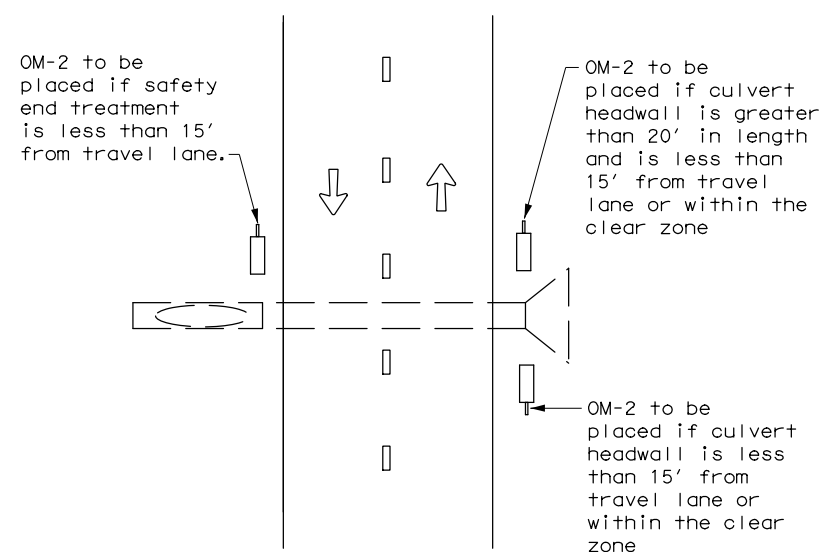 OM-2 to be
placed if safety
end treatment
is less than 15'
from travel lane.
OM-2 to be
placed if culvert
headwall is greater
than 20' in length
and is less than
15' from travel
lane or within the
clear zone
OM-2 to be
placed if culvert
headwall is less
than 15' from
travel lane or
within the clear
zone